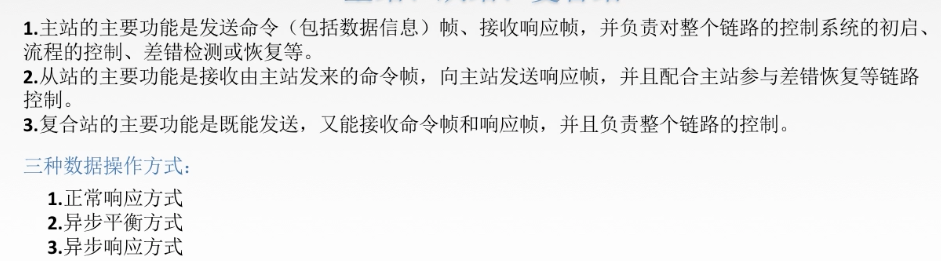 1.主站的主要功能是发送命令（包括数据信息）帧、接收响应帧，并负责对整个链路的控制系统的初启、
流程的控制、差错检测或恢复等。
2.从站的主要功能是接收由主站发来的命令帧，向主站发送响应帧，并且配合主站参与差错恢复等链路
控制。
3.复合站的主要功能是既能发送，又能接收命令帧和响应帧，并且负责整个链路的控制。
三种数据操作方式：
1.正常响应方式
2.异步平衡方式
3.异步响应方式